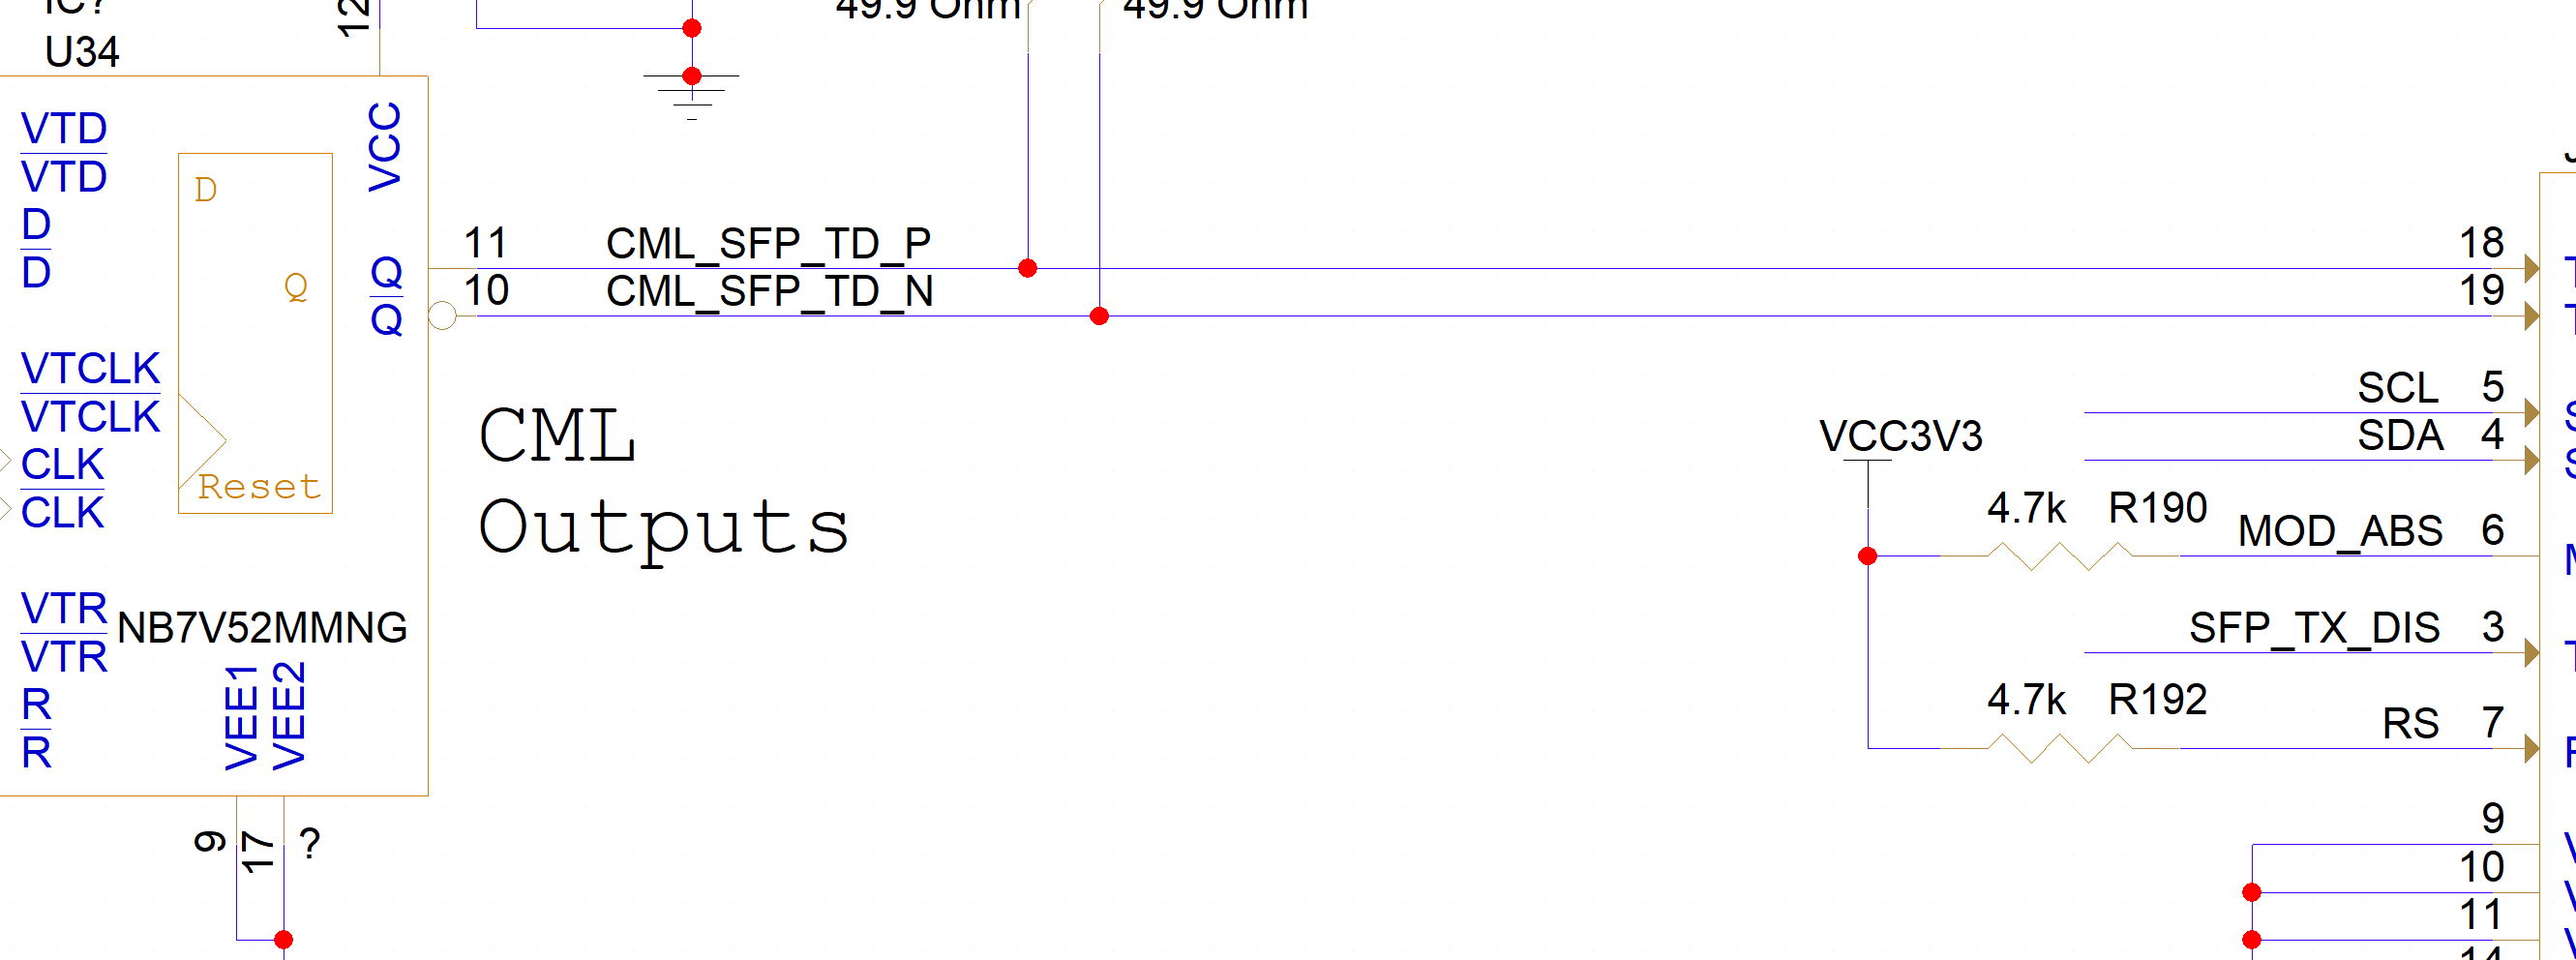 IC?
U34
12
49.9 Ohm
49.9 Ohm
VTD
VTD
D
D
VCC
D
Q
Q
Q
11
10
CML_SFP_TD_P
CML_SFP_TD_N
18
19
VTCLK
VTCLK
CLK
CLK
Reset
CML
Outputs
SCL 5
SDA 4
VCC3V3
4.7k R190
MOD_ABS 6
SFP_TX_DIS 3
4.7k R192
RS 7
VTR
VTR
R
R
NB7V52MMNG
VEE1
VEE2
9
17
?
9
10
11
14